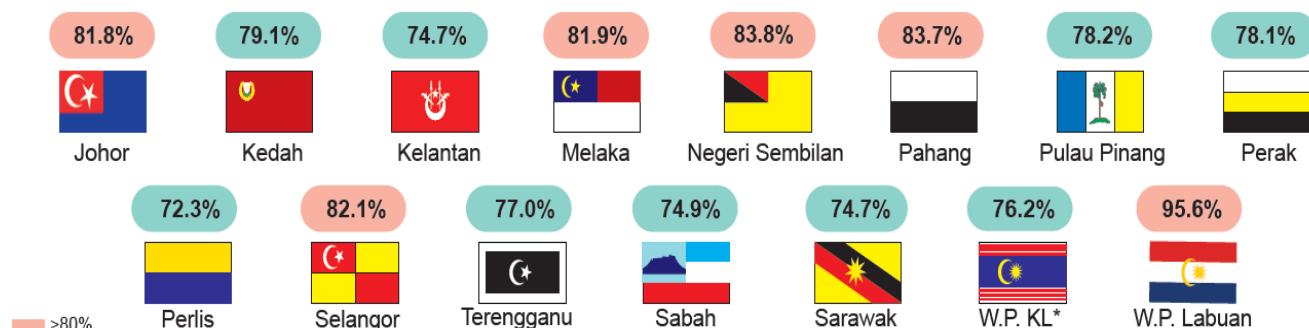 81.8% 79.1% 74.7% 81.9% 83.8% 83.7% 78.2% 78.1%
Johor Kedah Kelantan Melaka Negeri Sembilan Pahang Pulau Pinang Perak
72.3% 82.1% 77.0% 74.9% 74.7% 76.2% 95.6%
Perlis Selangor Terengganu Sabah Sarawak W.P. KL* W.P. Labuan
>80%